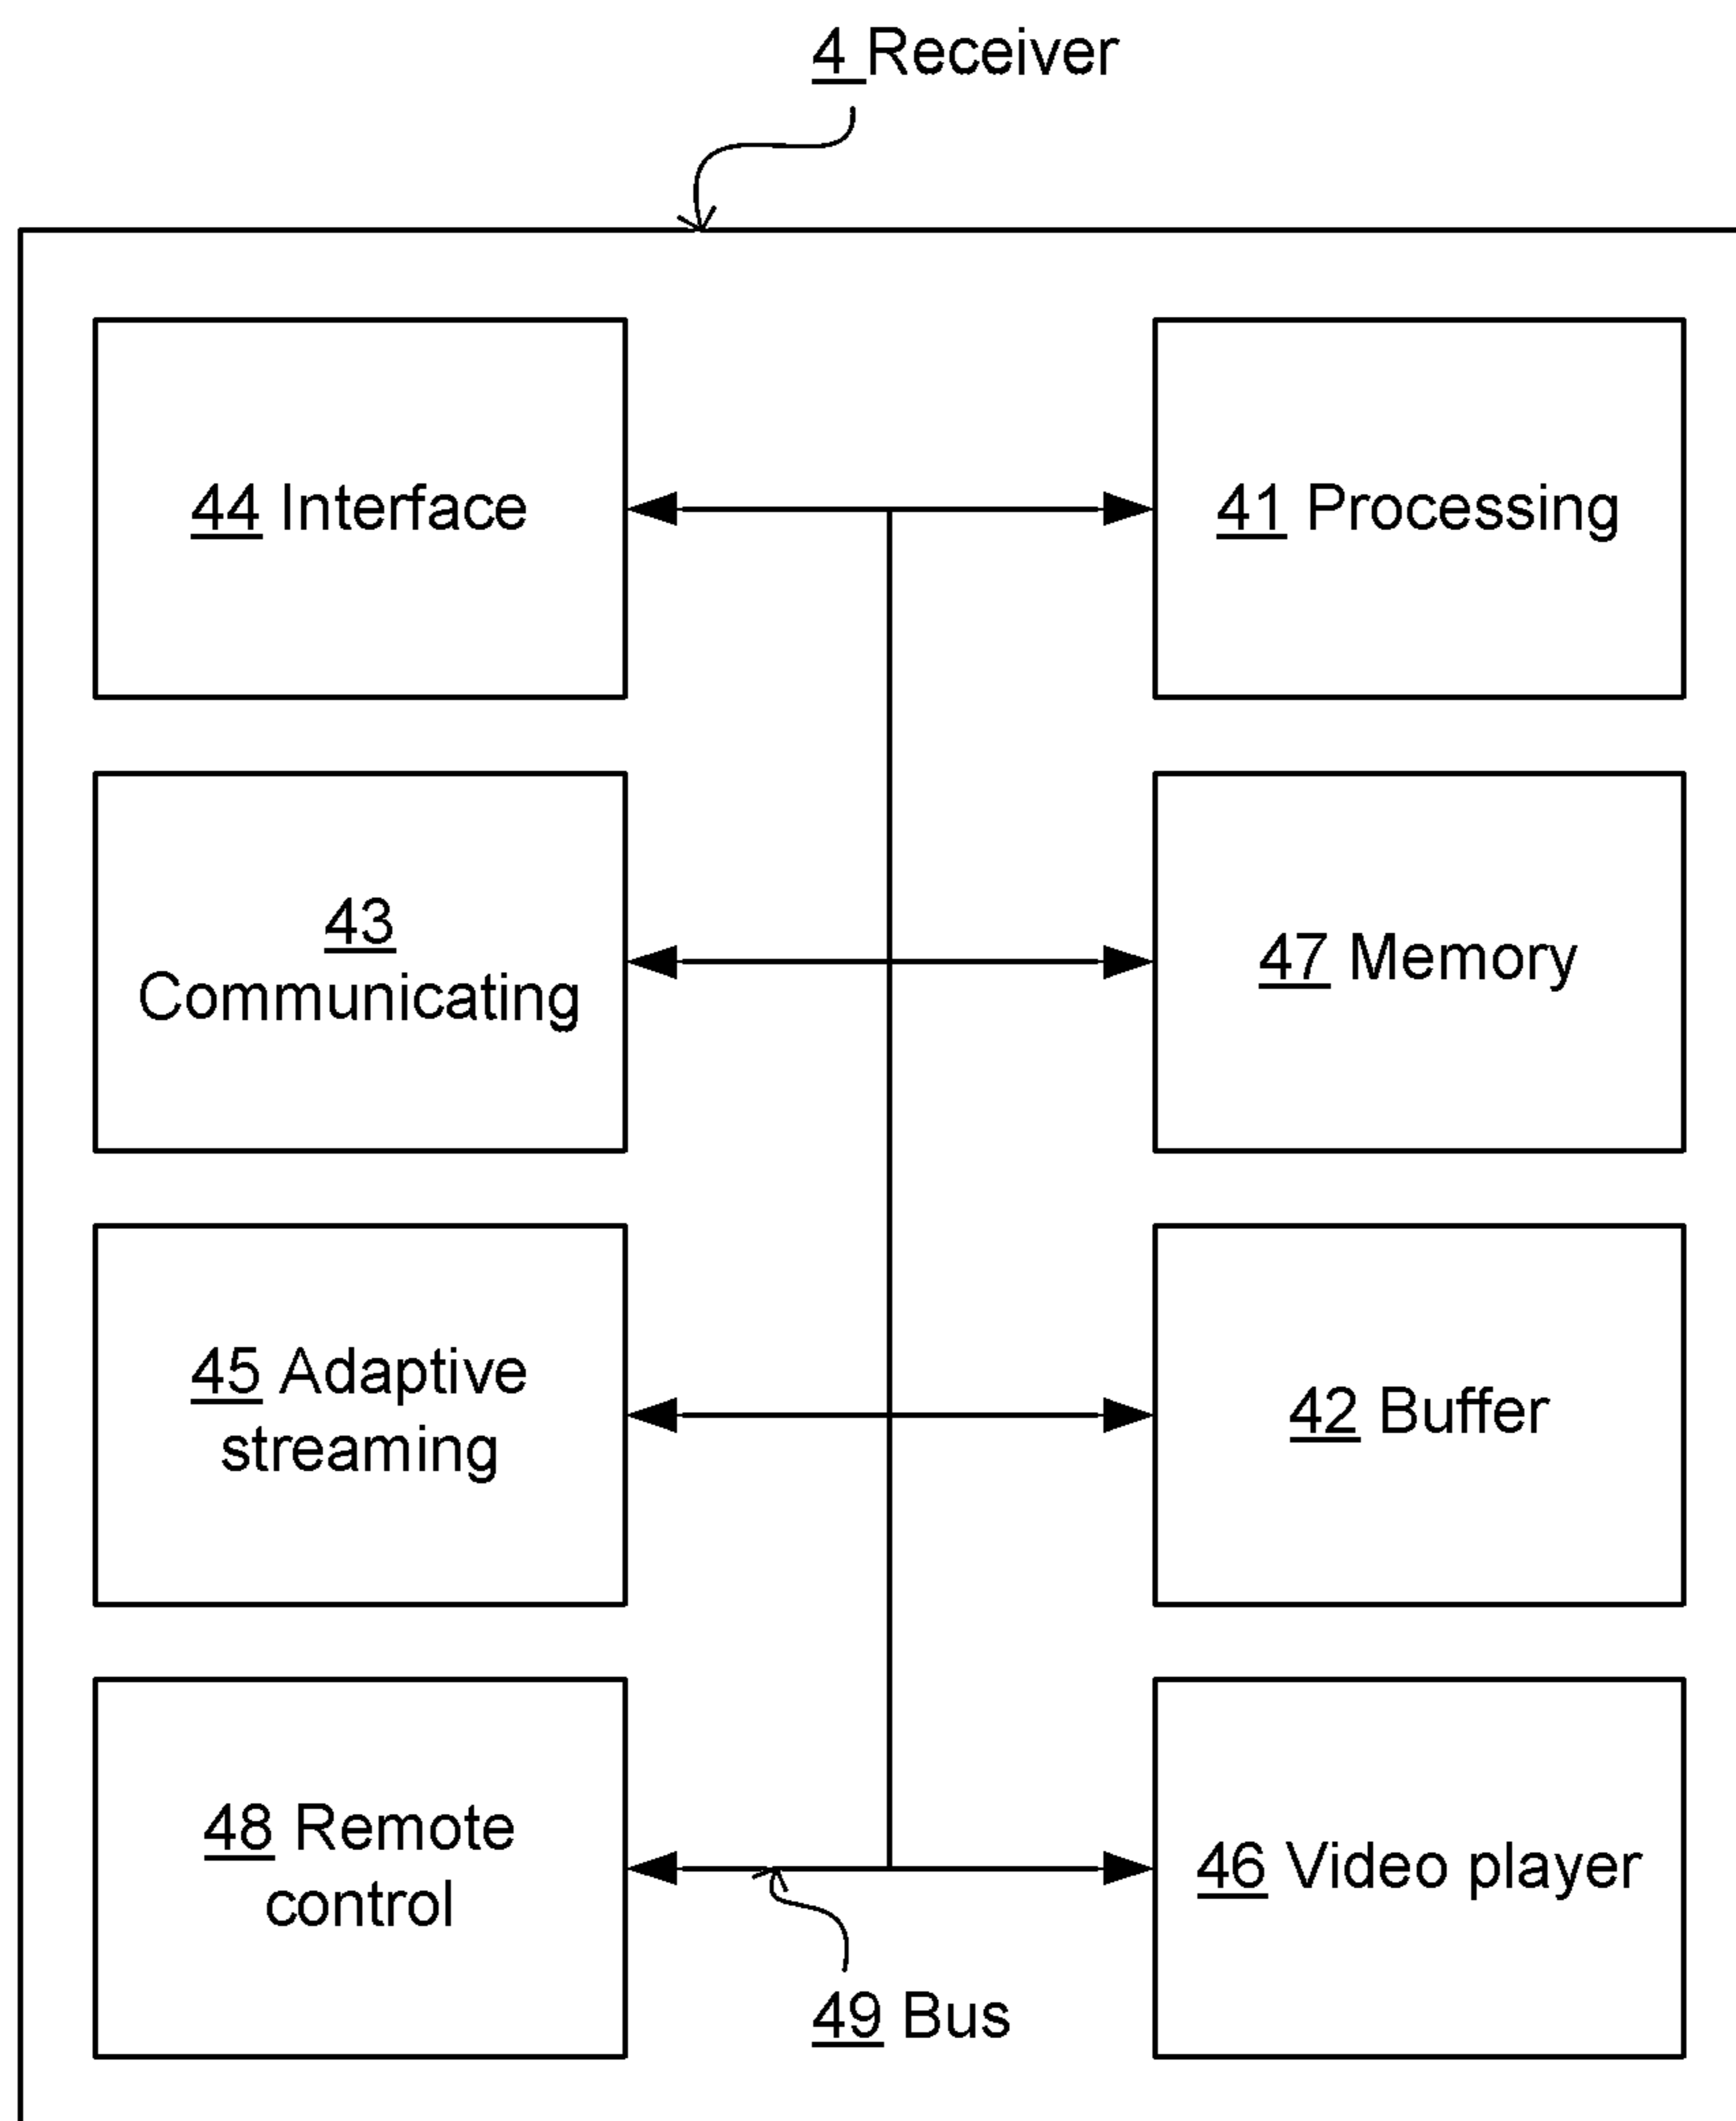 4 Receiver
44 Interface
41 Processing
43
Communicating
47 Memory
45 Adaptive
streaming
42 Buffer
48 Remote
control
46 Video player
49 Bus